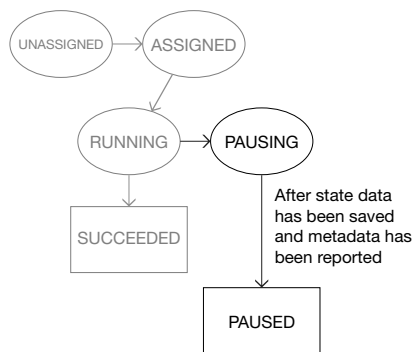 UNASSIGNED
ASSIGNED
RUNNING
PAUSING
After state data
has been saved
and metadata has
been reported
SUCCEEDED
PAUSED